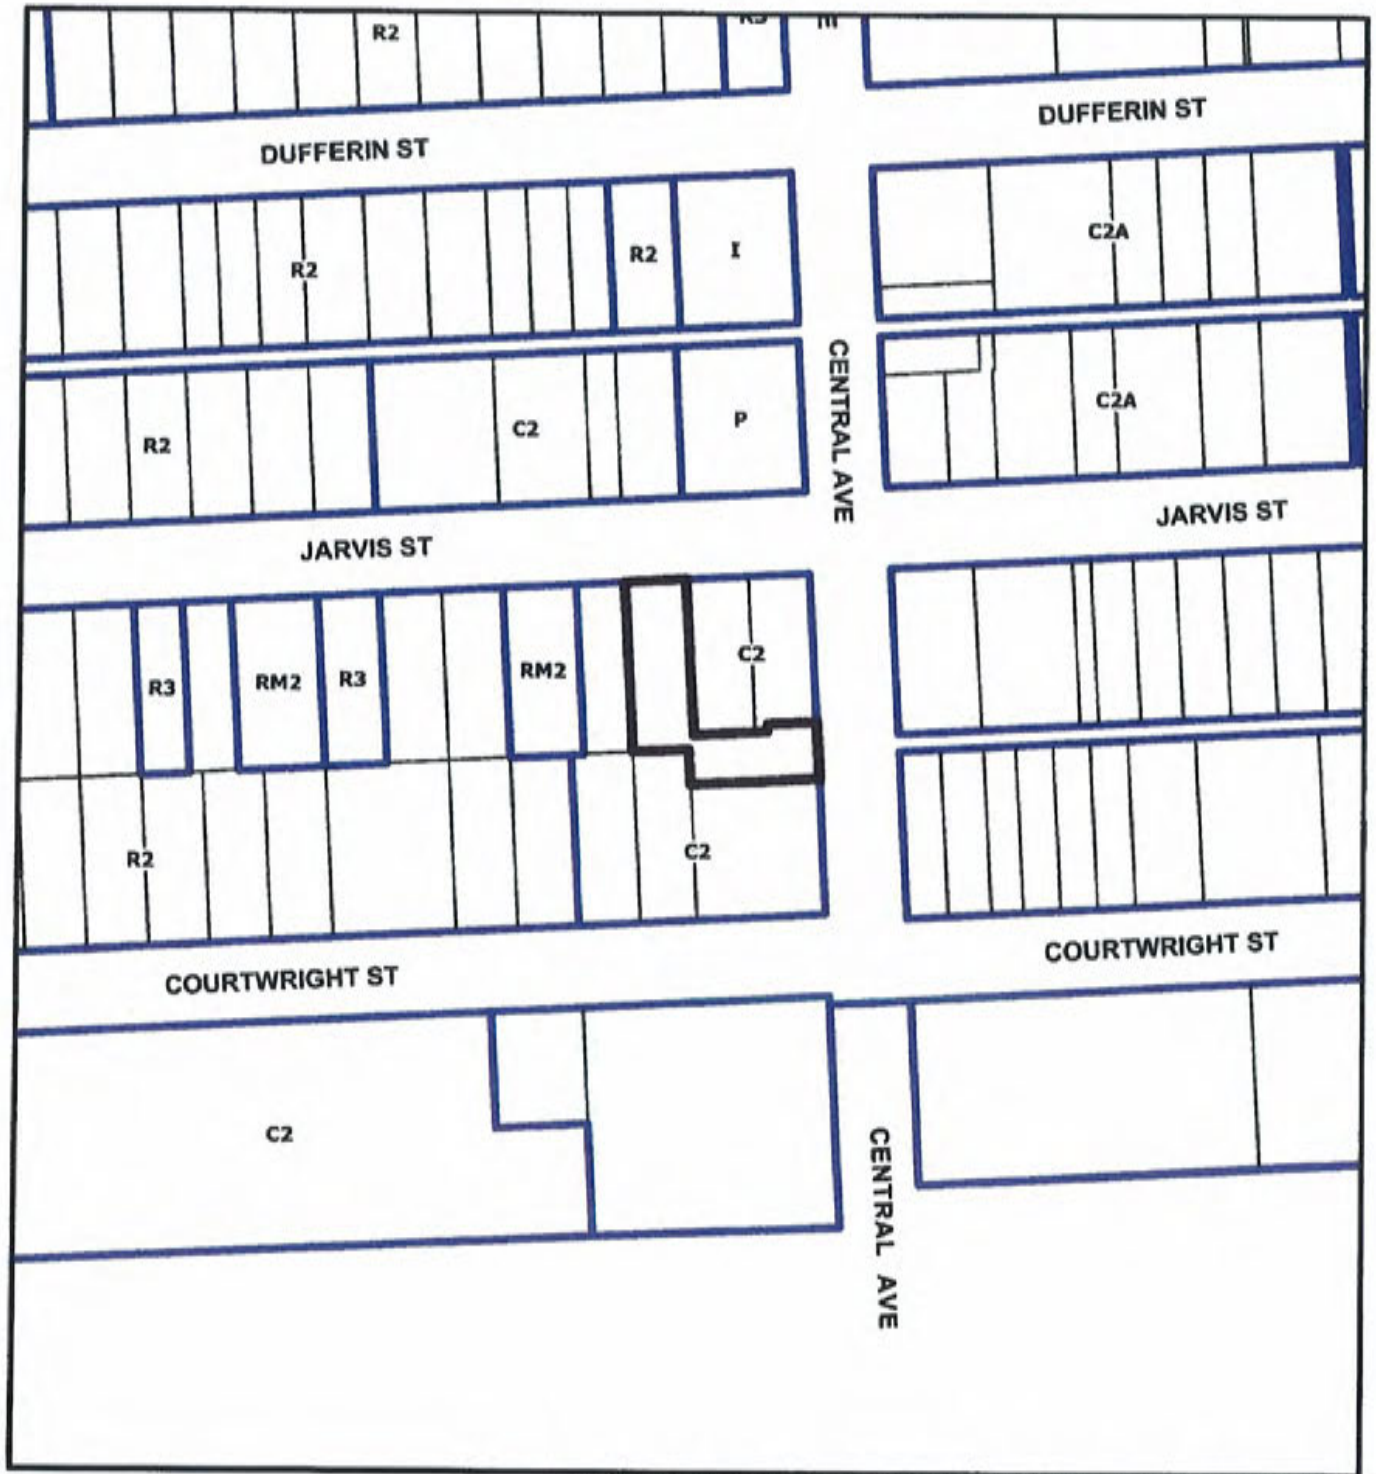 R2
DUFFERIN ST
DUFFERIN ST
R2
R2
I
C2A
R2
C2
P
CENTRAL AVE
C2A
JARVIS ST
JARVIS ST
R3
RM2
R3
RM2
C2
R2
C2
COURTWRIGHT ST
COURTWRIGHT ST
C2
CENTRAL AVE